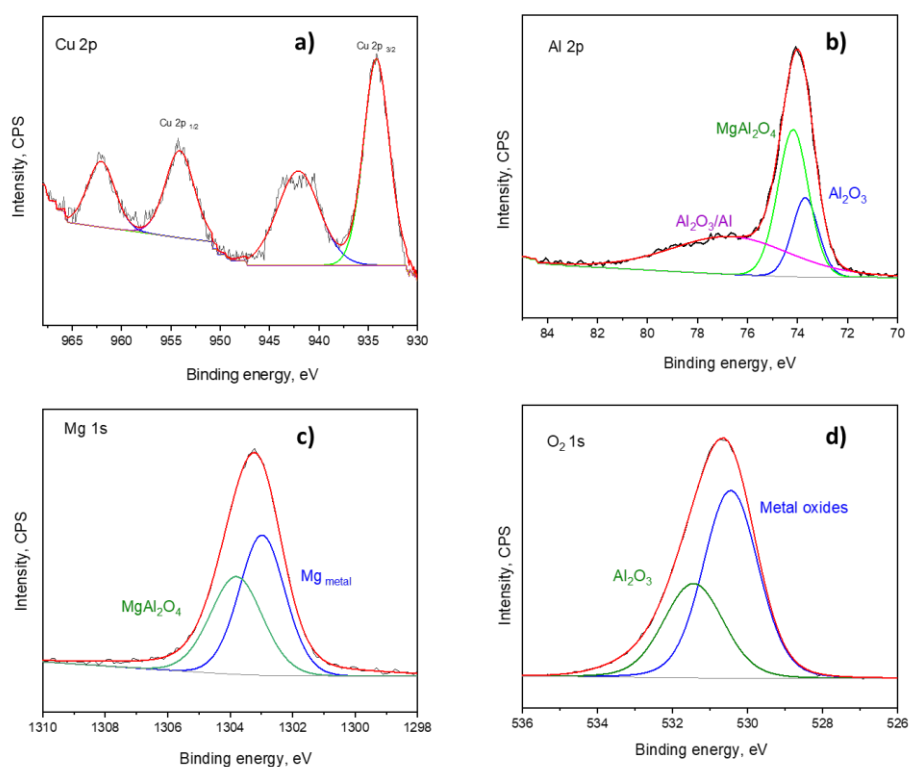 Cu 2p
a)
Cu 2p 3/2
Cu 2p 1/2
Intensity, CPS
965 960 955 950 945 940 935 930
Binding energy, eV
Al 2p
b)
MgAl₂O₄
Al₂O₃
Al₂O₃/Al
Intensity, CPS
84 82 80 78 76 74 72 70
Binding energy, eV
Mg 1s
c)
MgAl₂O₄
Mg metal
Intensity, CPS
1310 1308 1306 1304 1302 1300 1298
Binding energy, eV
O₂ 1s
d)
Metal oxides
Al₂O₃
Intensity, CPS
536 534 532 530 528 526
Binding energy, eV